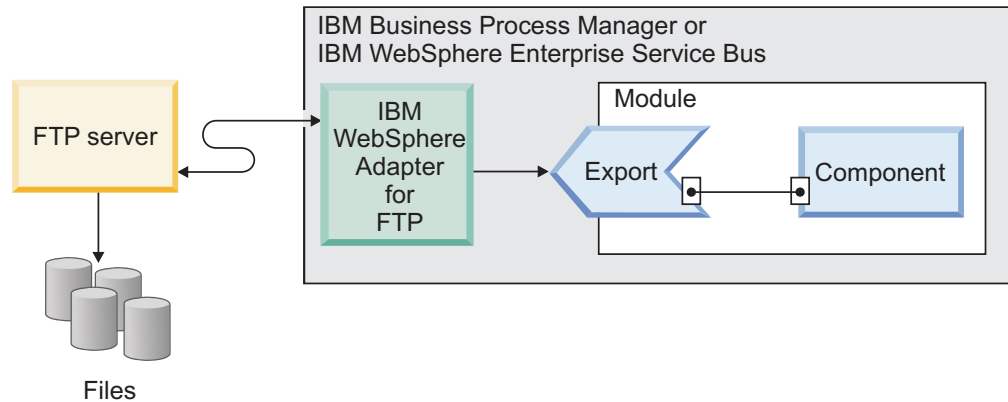 IBM Business Process Manager or
IBM WebSphere Enterprise Service Bus
FTP server
IBM
WebSphere
Adapter
for
FTP
Module
Export
Component
Files